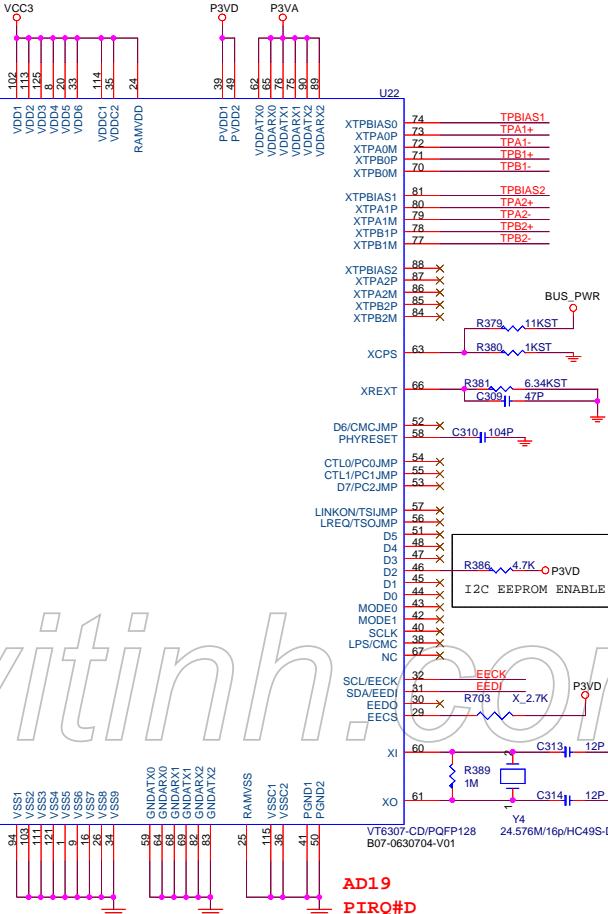 VCC3
P3VD
P3VA
102
113
125
8
20
33
114
35
24
39
49
62
65
76
75
90
89
VDD1
VDD2
VDD3
VDD4
VDD5
VDD6
VDDC1
VDDC2
RAMVDD
PVDD1
PVDD2
VDDATX0
VDDARX0
VDDATX1
VDDARX1
VDDATX2
VDDARX2
U22
XTPBIAS0 74 TPBIAS1
XTPA0P 73 TPA1+
XTPA0M 72 TPA1-
XTPB0P 71 TPB1+
XTPB0M 70 TPB1-
XTPBIAS1 81 TPBIAS2
XTPA1P 80 TPA2+
XTPA1M 79 TPA2-
XTPB1P 78 TPB2+
XTPB1M 77 TPB2-
XTPBIAS2 88
XTPA2P 87
XTPA2M 86
XTPB2P 85
XTPB2M 84
BUS_PWR
R379 11KST
XCPS 63 R380 1KST
XREXT 66 R381 6.34KST
C309 47P
D6/CMCJMP 52
PHYRESET 58 C310 104P
CTL0/PC0JMP 54
CTL1/PC1JMP 55
D7/PC2JMP 53
LINKON/TSIJMP 57
LREQ/TSOJMP 56
D5 51
D4 48
D3 47
D2 46 R386 4.7K P3VD
D1 45
I2C EEPROM ENABLE
D0 44
MODE0 43
MODE1 42
SCLK 40
LPS/CMC 38
NC 67
SCL/EECK 32 EECK
SDA/EEDI 31 EEDI
EEDO 30
EECS 29 R703 X_2.7K P3VD
XI 60 C313 12P
R389
1M
2
1
XO 61 C314 12P
Y4
24.576M/16p/HC49S-D
VT6307-CD/PQFP128
B07-0630704-V01
VSS1
VSS2
VSS3
VSS4
VSS5
VSS6
VSS7
VSS8
VSS9
GNDATX0
GNDARX0
GNDARX1
GNDATX1
GNDARX2
GNDATX2
RAMVSS
VSSC1
VSSC2
PGND1
PGND2
94
103
111
121
1
9
16
26
34
59
64
68
69
82
83
25
115
36
41
50
AD19
PIRQ#D
vitinh.com